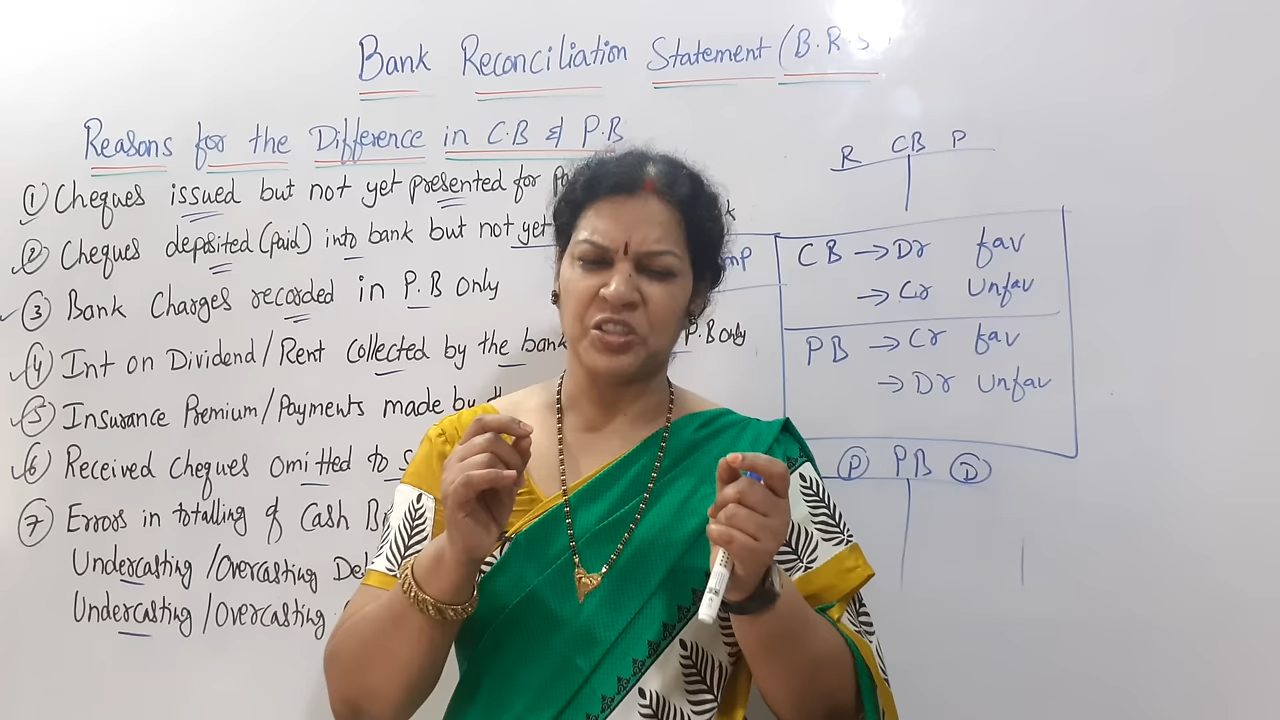 Bank Reconciliation Statement (B.R.S.
Reasons for the Difference in C.B & P.B
① Cheques issued but not yet presented for
② Cheques deposited (paid) into bank but not yet
③ Bank Charges recorded in P.B Only
④ Int on Dividend/Rent Collected by the bank P.B Only
⑤ Insurance Premium/Payments made by
⑥ Received Cheques omitted to
⑦ Errors in totalling of Cash
Undercasting /Overcasting
Undercasting /Overcasting
R CB P
CB → Dr fav
→ Cr Unfav
PB → Cr fav
→ Dr Unfav
P PB D